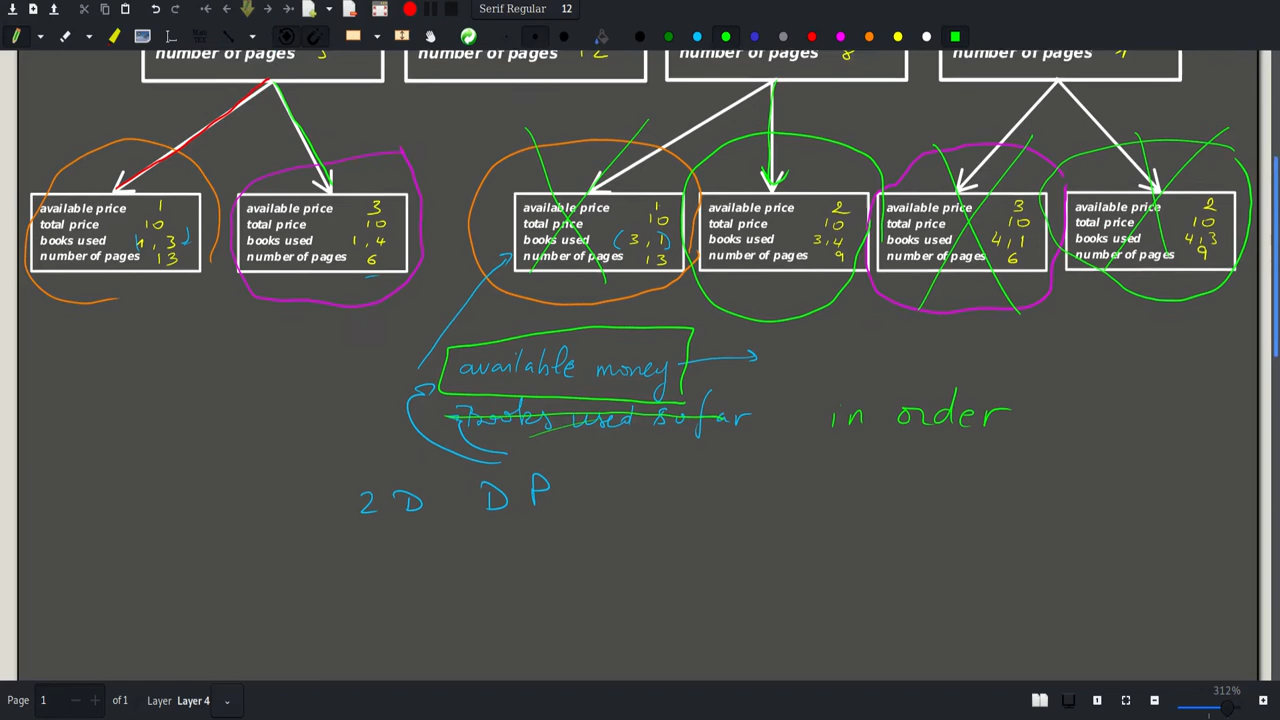 Serif Regular 12
number of pages 5 number of pages 12 number of pages 8 number of pages
available price 1
total price 10
books used (1, 3)
number of pages 13
available price 3
total price 10
books used 1, 4
number of pages 6
available price 1
total price 10
books used (3, 1)
number of pages 13
available price 2
total price 10
books used 3, 4
number of pages 9
available price 3
total price 10
books used 4, 1
number of pages 6
available price 2
total price 10
books used 4, 3
number of pages 9
available money
Books used so far in order
2D DP
Page 1 of 1 Layer Layer 4 312%